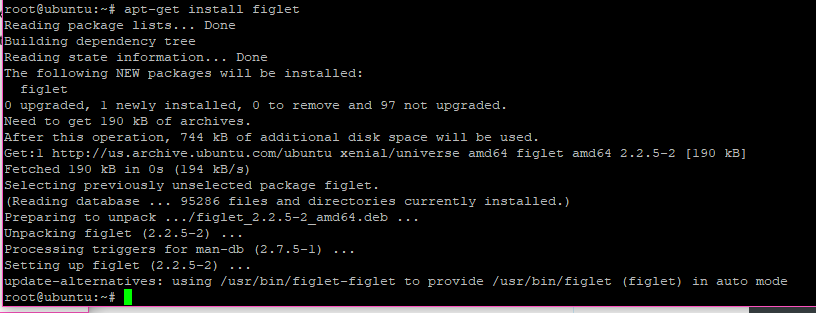 root@ubuntu:~# apt-get install figlet
Reading package lists... Done
Building dependency tree
Reading state information... Done
The following NEW packages will be installed:
  figlet
0 upgraded, 1 newly installed, 0 to remove and 97 not upgraded.
Need to get 190 kB of archives.
After this operation, 744 kB of additional disk space will be used.
Get:1 http://us.archive.ubuntu.com/ubuntu xenial/universe amd64 figlet amd64 2.2.5-2 [190 kB]
Fetched 190 kB in 0s (194 kB/s)
Selecting previously unselected package figlet.
(Reading database ... 95286 files and directories currently installed.)
Preparing to unpack .../figlet_2.2.5-2_amd64.deb ...
Unpacking figlet (2.2.5-2) ...
Processing triggers for man-db (2.7.5-1) ...
Setting up figlet (2.2.5-2) ...
update-alternatives: using /usr/bin/figlet-figlet to provide /usr/bin/figlet (figlet) in auto mode
root@ubuntu:~#